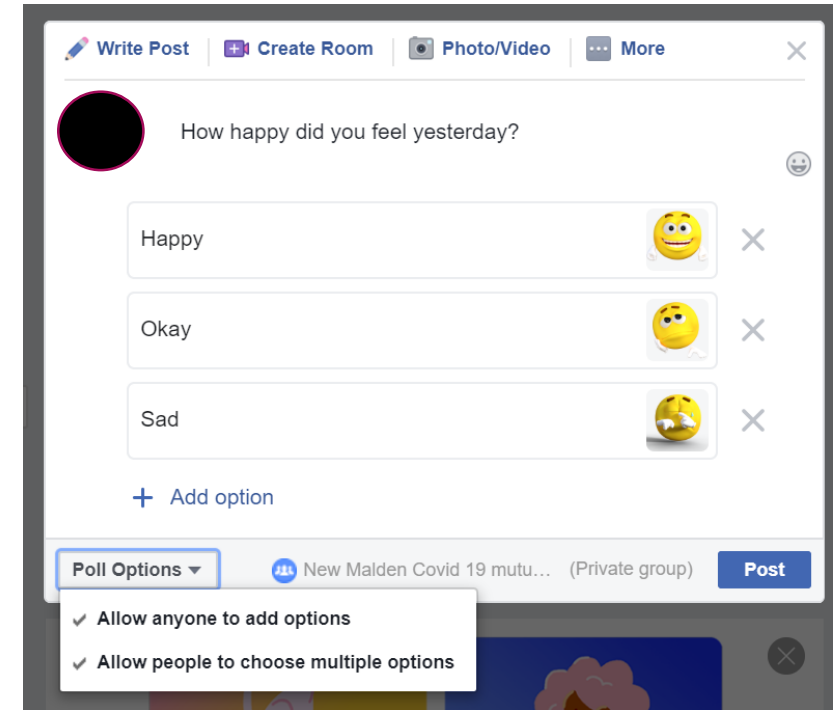 Write Post Create Room Photo/Video More
How happy did you feel yesterday?
Happy
Okay
Sad
+ Add option
Poll Options New Malden Covid 19 mutu... (Private group) Post
Allow anyone to add options
Allow people to choose multiple options